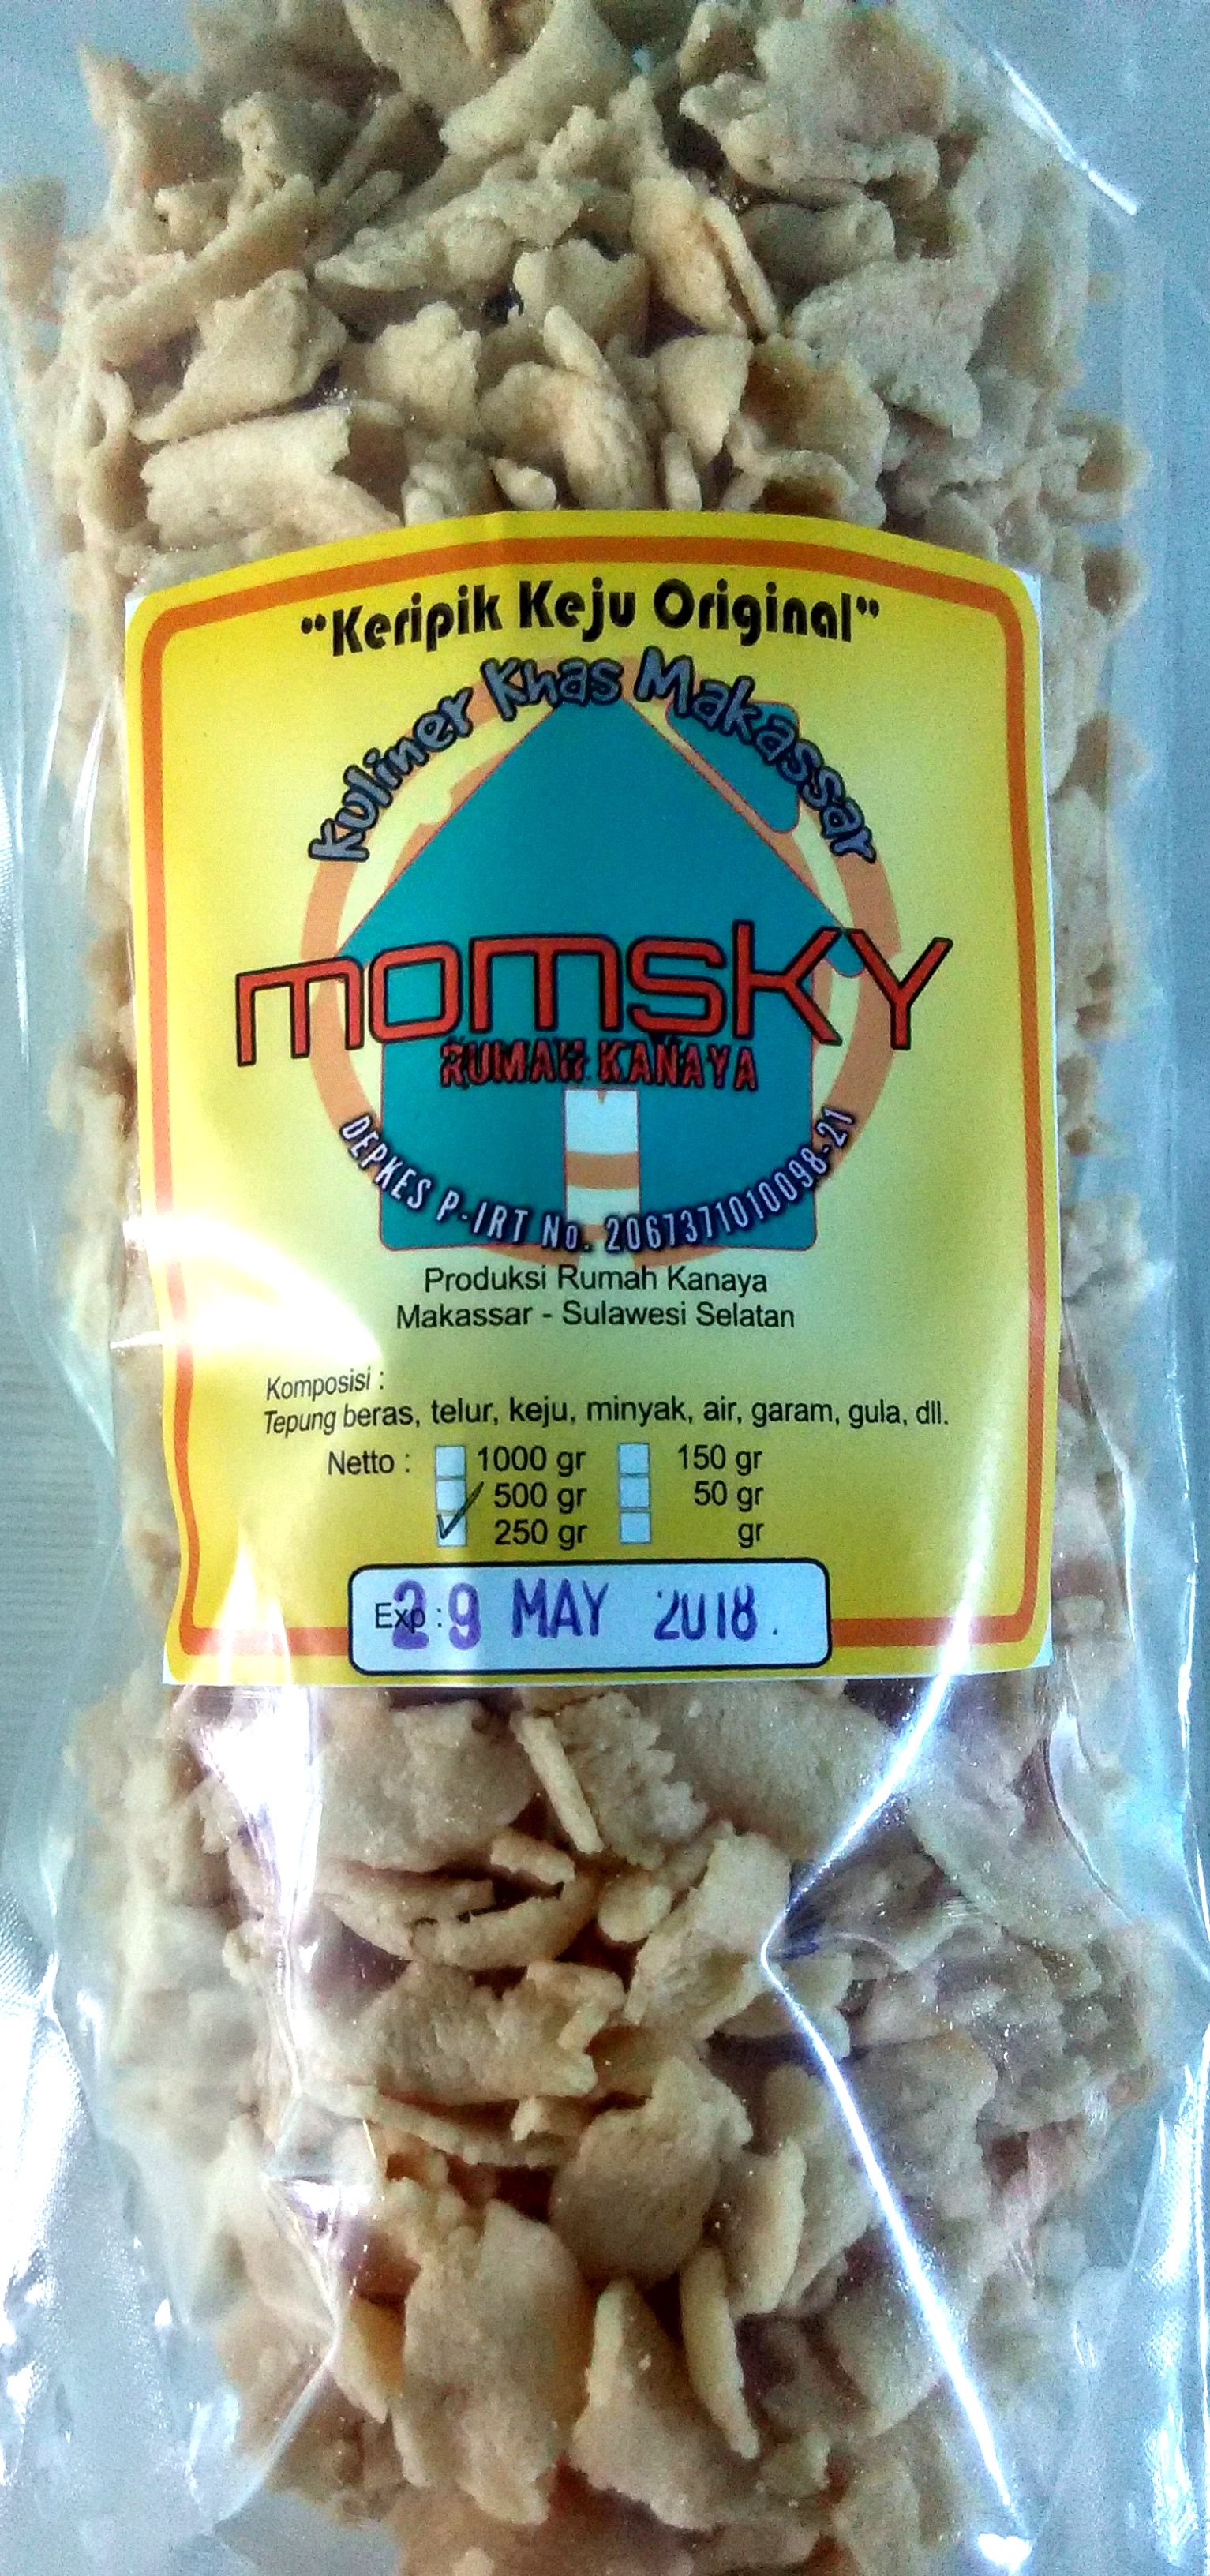 "Keripik Keju Original"
Kuliner Khas Makassar
momsKY
RUMAH KANAYA
DEPKES P-IRT No. 2067371010098-21
Produksi Rumah Kanaya
Makassar - Sulawesi Selatan
Komposisi :
Tepung beras, telur, keju, minyak, air, garam, gula, dll.
Netto : 1000 gr 150 gr
500 gr 50 gr
250 gr gr
Exp : 29 MAY 2018.